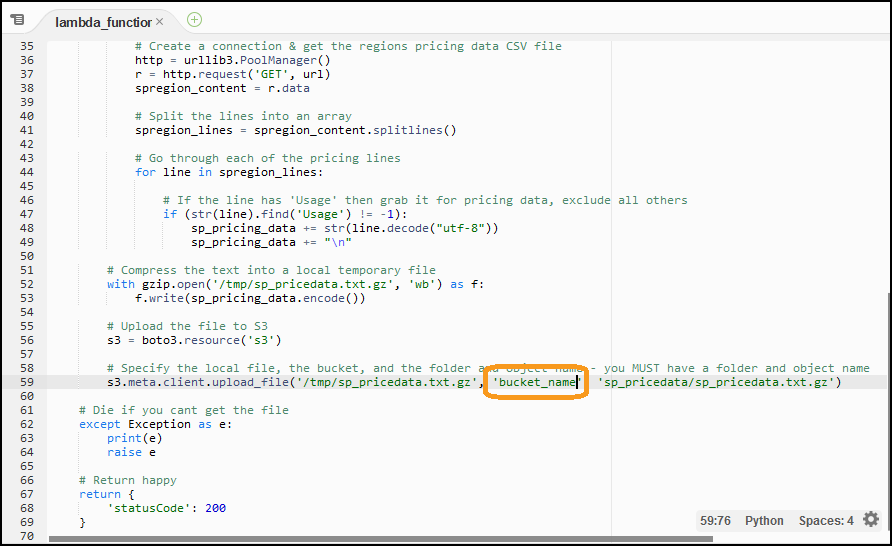 lambda_function ×
35 # Create a connection & get the regions pricing data CSV file
36 http = urllib3.PoolManager()
37 r = http.request('GET', url)
38 spregion_content = r.data
39
40 # Split the lines into an array
41 spregion_lines = spregion_content.splitlines()
42
43 # Go through each of the pricing lines
44 for line in spregion_lines:
45
46 # If the line has 'Usage' then grab it for pricing data, exclude all others
47 if (str(line).find('Usage') != -1):
48 sp_pricing_data += str(line.decode("utf-8"))
49 sp_pricing_data += "\n"
50
51 # Compress the text into a local temporary file
52 with gzip.open('/tmp/sp_pricedata.txt.gz', 'wb') as f:
53 f.write(sp_pricing_data.encode())
54
55 # Upload the file to S3
56 s3 = boto3.resource('s3')
57
58 # Specify the local file, the bucket, and the folder and object name - you MUST have a folder and object name
59 s3.meta.client.upload_file('/tmp/sp_pricedata.txt.gz', 'bucket_name' 'sp_pricedata/sp_pricedata.txt.gz')
60
61 # Die if you cant get the file
62 except Exception as e:
63 print(e)
64 raise e
65
66 # Return happy
67 return {
68 'statusCode': 200
69 }
70
59:76 Python Spaces: 4